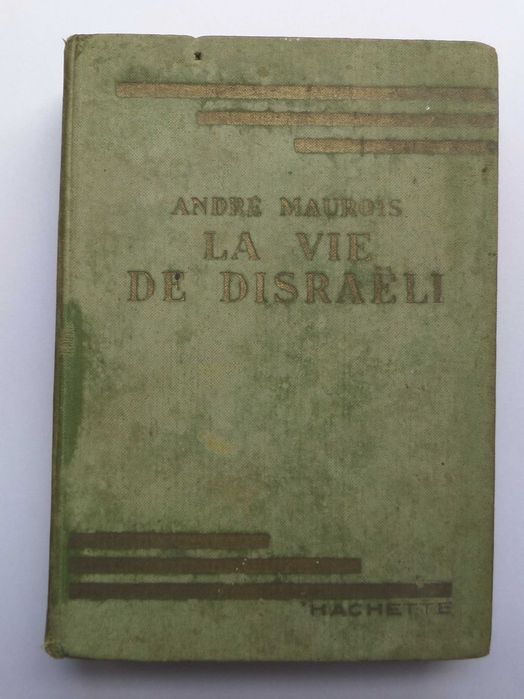 ANDRÉ MAUROIS
LA VIE
DE DISRAËLI
HACHETTE